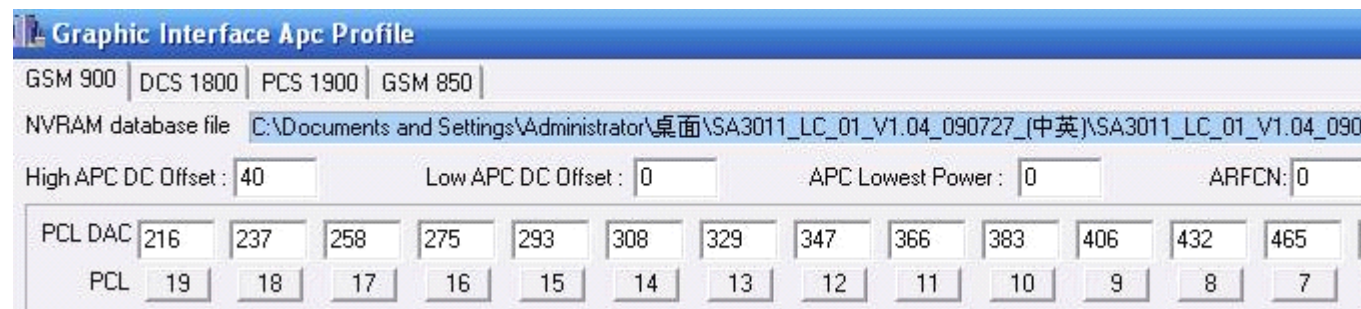 Graphic Interface Apc Profile
GSM 900 DCS 1800 PCS 1900 GSM 850
NVRAM database file C:\Documents and Settings\Administrator\桌面\SA3011_LC_01_V1.04_090727_(中英)\SA3011_LC_01_V1.04_090
High APC DC Offset : 40 Low APC DC Offset : 0 APC Lowest Power : 0 ARFCN: 0
PCL DAC 216 237 258 275 293 308 329 347 366 383 406 432 465
PCL 19 18 17 16 15 14 13 12 11 10 9 8 7